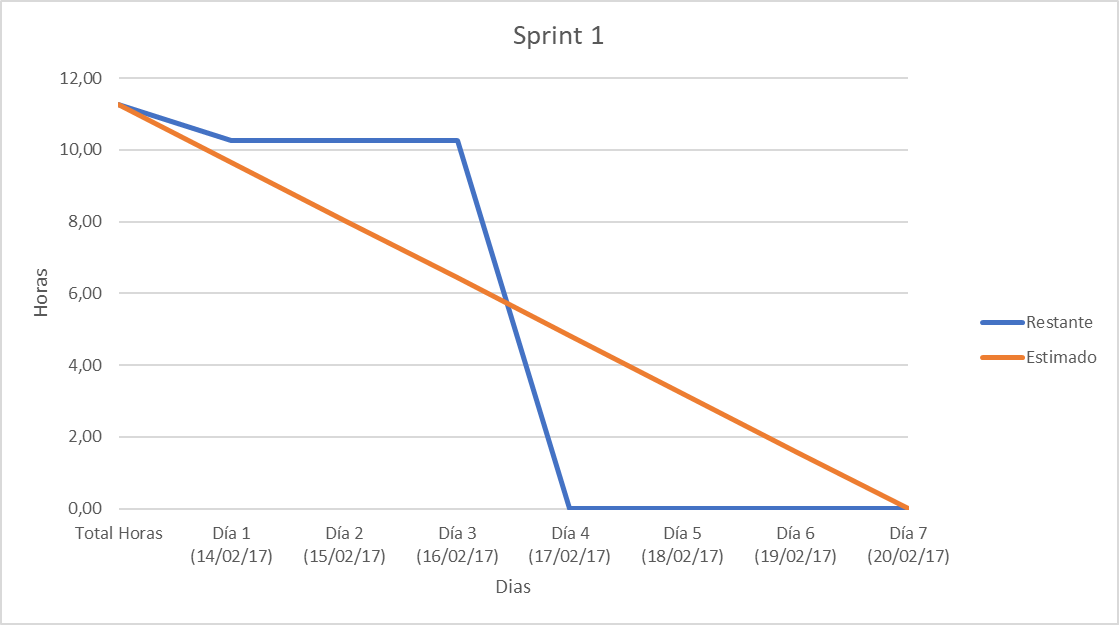 Sprint 1
12,00
10,00
8,00
6,00
4,00
2,00
0,00
Horas
Total Horas
Día 1
(14/02/17)
Día 2
(15/02/17)
Día 3
(16/02/17)
Día 4
(17/02/17)
Día 5
(18/02/17)
Día 6
(19/02/17)
Día 7
(20/02/17)
Dias
Restante
Estimado